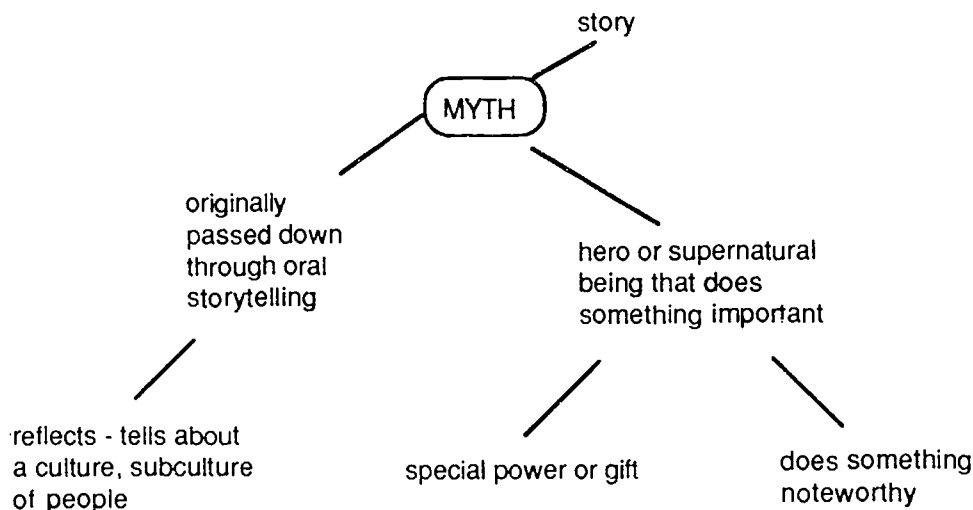 story
MYTH
originally
passed down
through oral
storytelling
hero or supernatural
being that does
something important
reflects - tells about
a culture, subculture
of people
special power or gift
does something
noteworthy